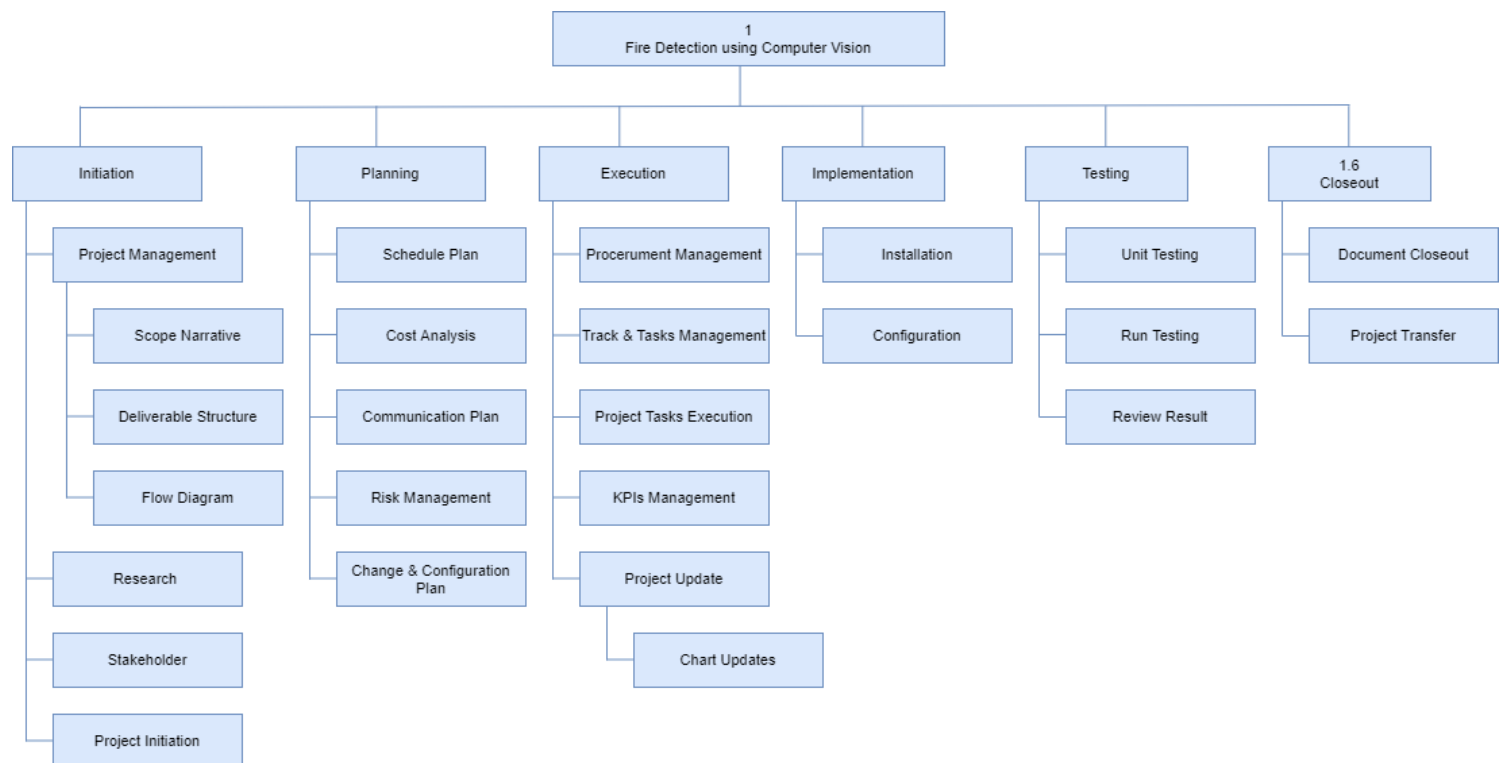 1
Fire Detection using Computer Vision
Initiation
Project Management
Scope Narrative
Deliverable Structure
Flow Diagram
Research
Stakeholder
Project Initiation
Planning
Schedule Plan
Cost Analysis
Communication Plan
Risk Management
Change & Configuration
Plan
Execution
Procerument Management
Track & Tasks Management
Project Tasks Execution
KPIs Management
Project Update
Chart Updates
Implementation
Installation
Configuration
Testing
Unit Testing
Run Testing
Review Result
1.6
Closeout
Document Closeout
Project Transfer